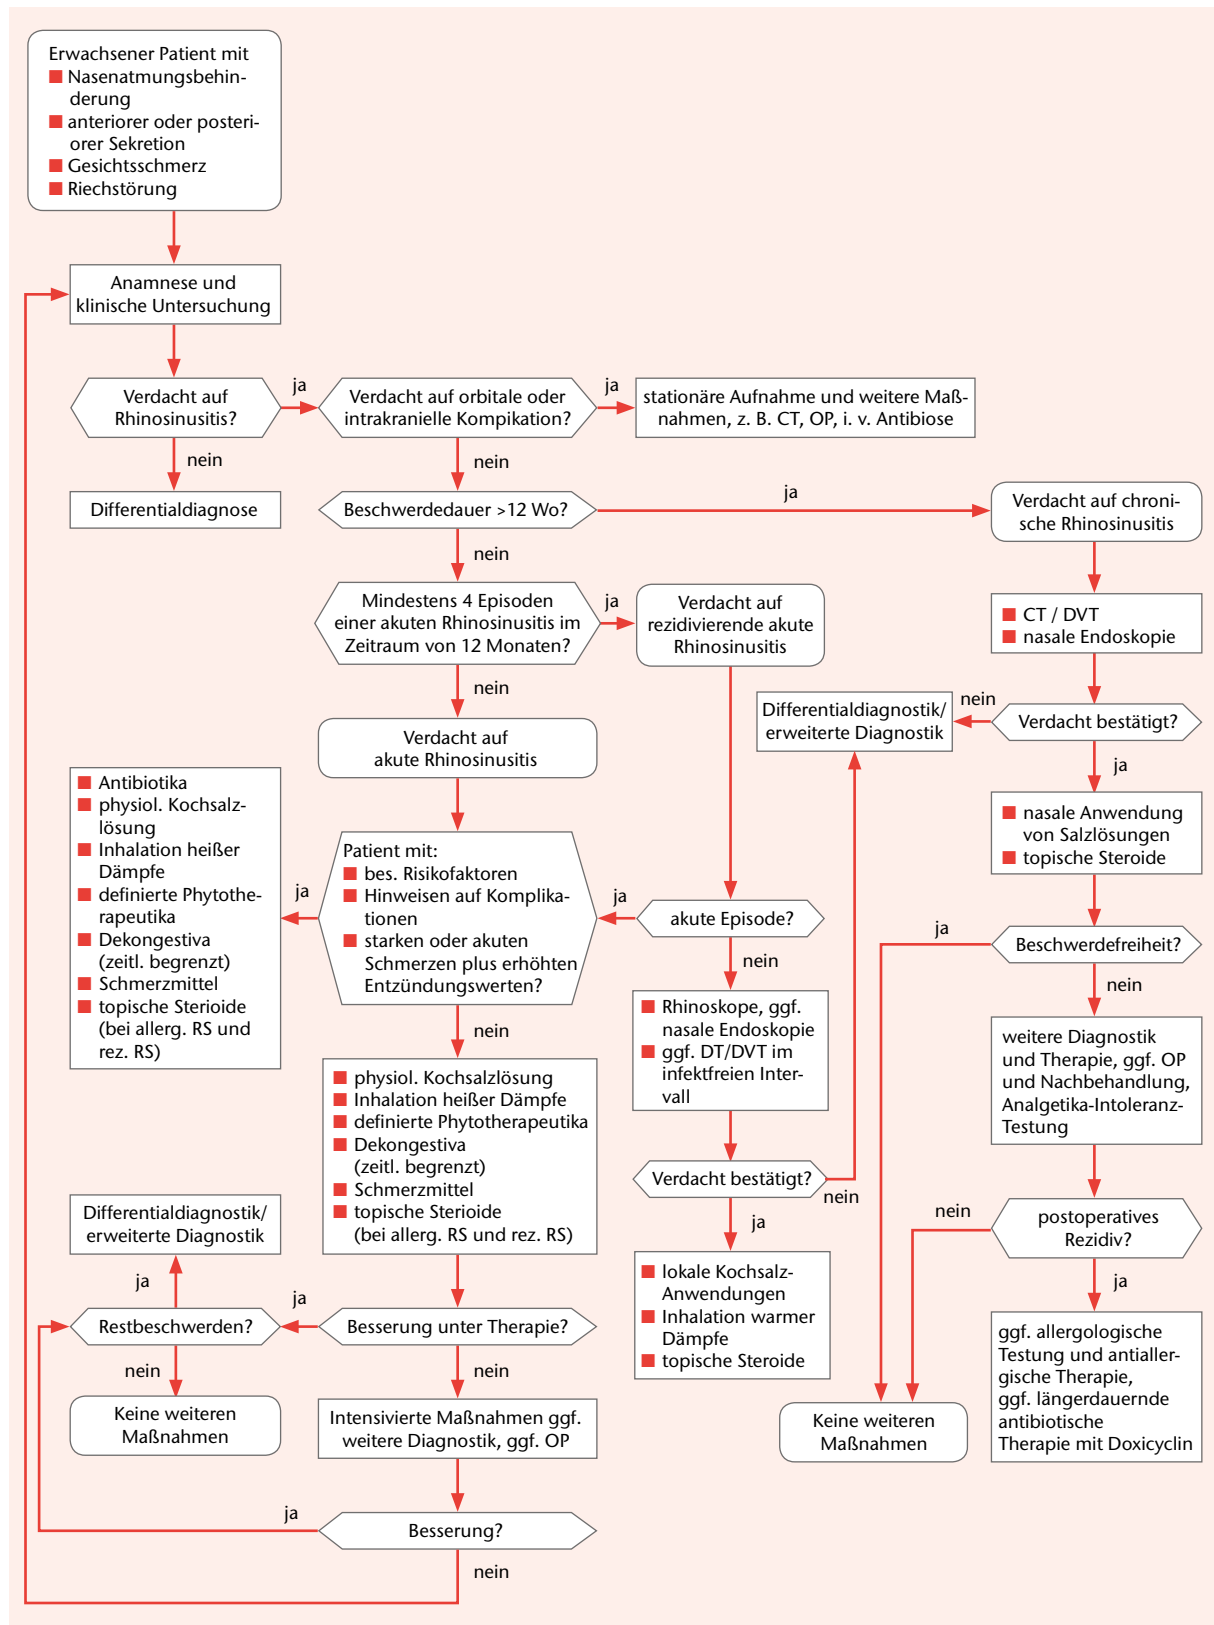 Erwachsener Patient mit
Nasenatmungsbehin-
derung
anteriorer oder posteri-
orer Sekretion
Gesichtsschmerz
Riechstörung
Anamnese und
klinische Untersuchung
Verdacht auf
Rhinosinusitis?
ja
Verdacht auf orbitale oder
intrakranielle Kompikation?
ja
stationäre Aufnahme und weitere Maß-
nahmen, z. B. CT, OP, i. v. Antibiose
nein
Differentialdiagnose
nein
Beschwerdedauer >12 Wo?
ja
Verdacht auf chroni-
sche Rhinosinusitis
nein
Mindestens 4 Episoden
einer akuten Rhinosinusitis im
Zeitraum von 12 Monaten?
ja
Verdacht auf
rezidivierende akute
Rhinosinusitis
CT / DVT
nasale Endoskopie
nein
Verdacht auf
akute Rhinosinusitis
Differentialdiagnostik/
erweiterte Diagnostik
nein
Verdacht bestätigt?
ja
nasale Anwendung
von Salzlösungen
topische Steroide
Antibiotika
physiol. Kochsalz-
lösung
Inhalation heißer
Dämpfe
definierte Phytothe-
rapeutika
Dekongestiva
(zeitl. begrenzt)
Schmerzmittel
topische Sterioide
(bei allerg. RS und
rez. RS)
ja
Patient mit:
bes. Risikofaktoren
Hinweisen auf Komplika-
tionen
starken oder akuten
Schmerzen plus erhöhten
Entzündungswerten?
ja
akute Episode?
ja
Beschwerdefreiheit?
nein
nein
nein
Rhinoskope, ggf.
nasale Endoskopie
ggf. DT/DVT im
infektfreien Inter-
vall
weitere Diagnostik
und Therapie, ggf. OP
und Nachbehandlung,
Analgetika-Intoleranz-
Testung
physiol. Kochsalzlösung
Inhalation heißer Dämpfe
definierte Phytotherapeutika
Dekongestiva
(zeitl. begrenzt)
Schmerzmittel
topische Sterioide
(bei allerg. RS und rez. RS)
Verdacht bestätigt?
nein
ja
nein
postoperatives
Rezidiv?
ja
Differentialdiagnostik/
erweiterte Diagnostik
ja
Restbeschwerden?
ja
Besserung unter Therapie?
lokale Kochsalz-
Anwendungen
Inhalation warmer
Dämpfe
topische Steroide
ggf. allergologische
Testung und antialler-
gische Therapie,
ggf. längerdauernde
antibiotische
Therapie mit Doxicyclin
nein
nein
Keine weiteren
Maßnahmen
Intensivierte Maßnahmen ggf.
weitere Diagnostik, ggf. OP
Keine weiteren
Maßnahmen
ja
Besserung?
nein